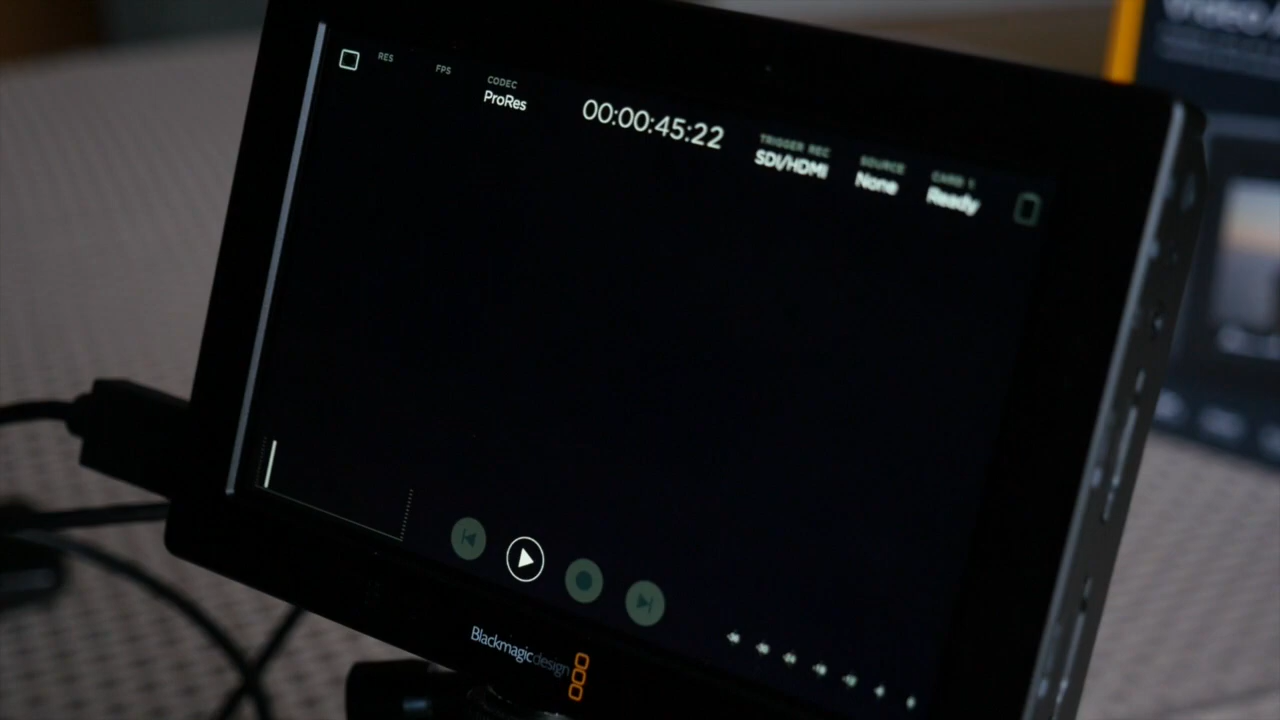 RES
FPS
CODEC
ProRes
00:00:45:22
TRIGGER REC
SDI/HDMI
SOURCE
None
CARD 1
Ready
Blackmagicdesign